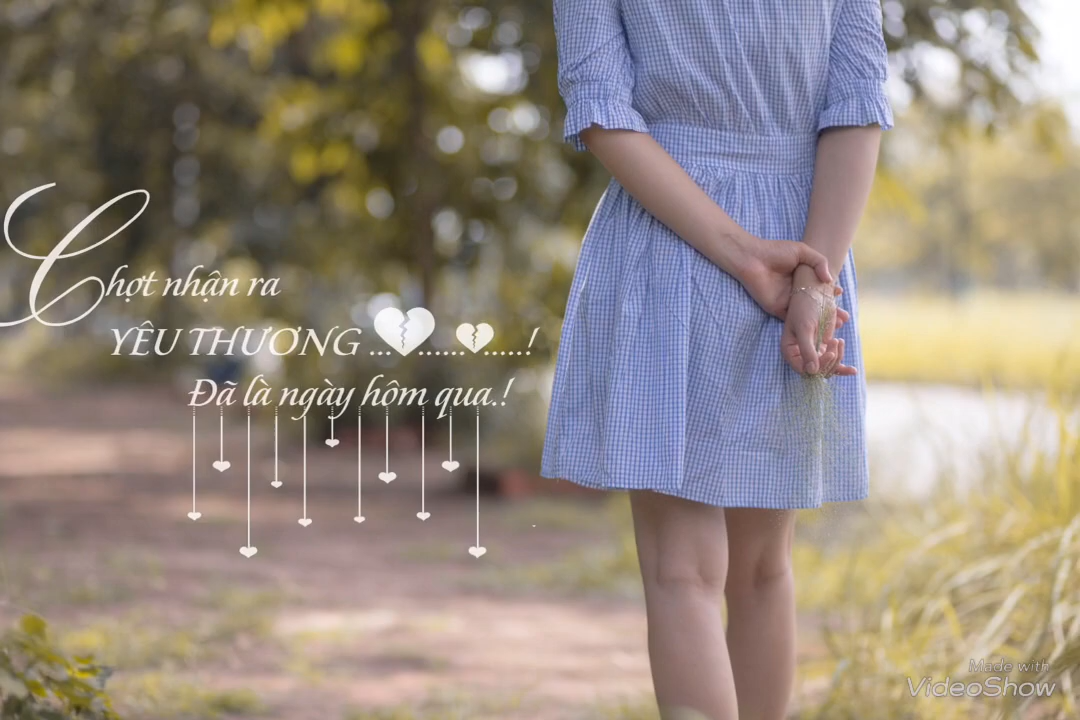 Chợt nhận ra
YÊU THƯƠNG ...💔......💔.....!
Đã là ngày hôm qua.!
Made with
VideoShow